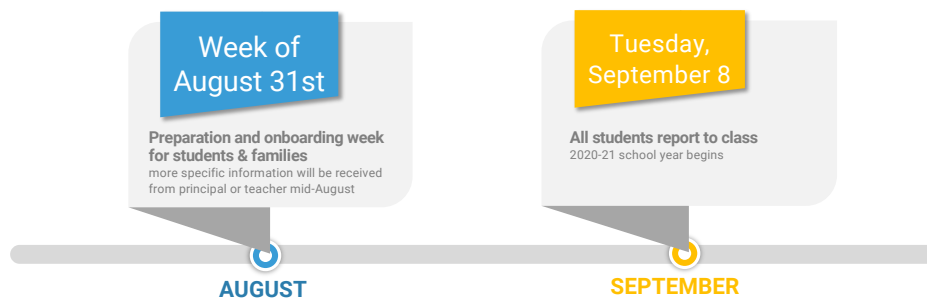 Week of
August 31st
Preparation and onboarding week
for students & families
more specific information will be received
from principal or teacher mid-August
AUGUST
Tuesday,
September 8
All students report to class
2020-21 school year begins
SEPTEMBER